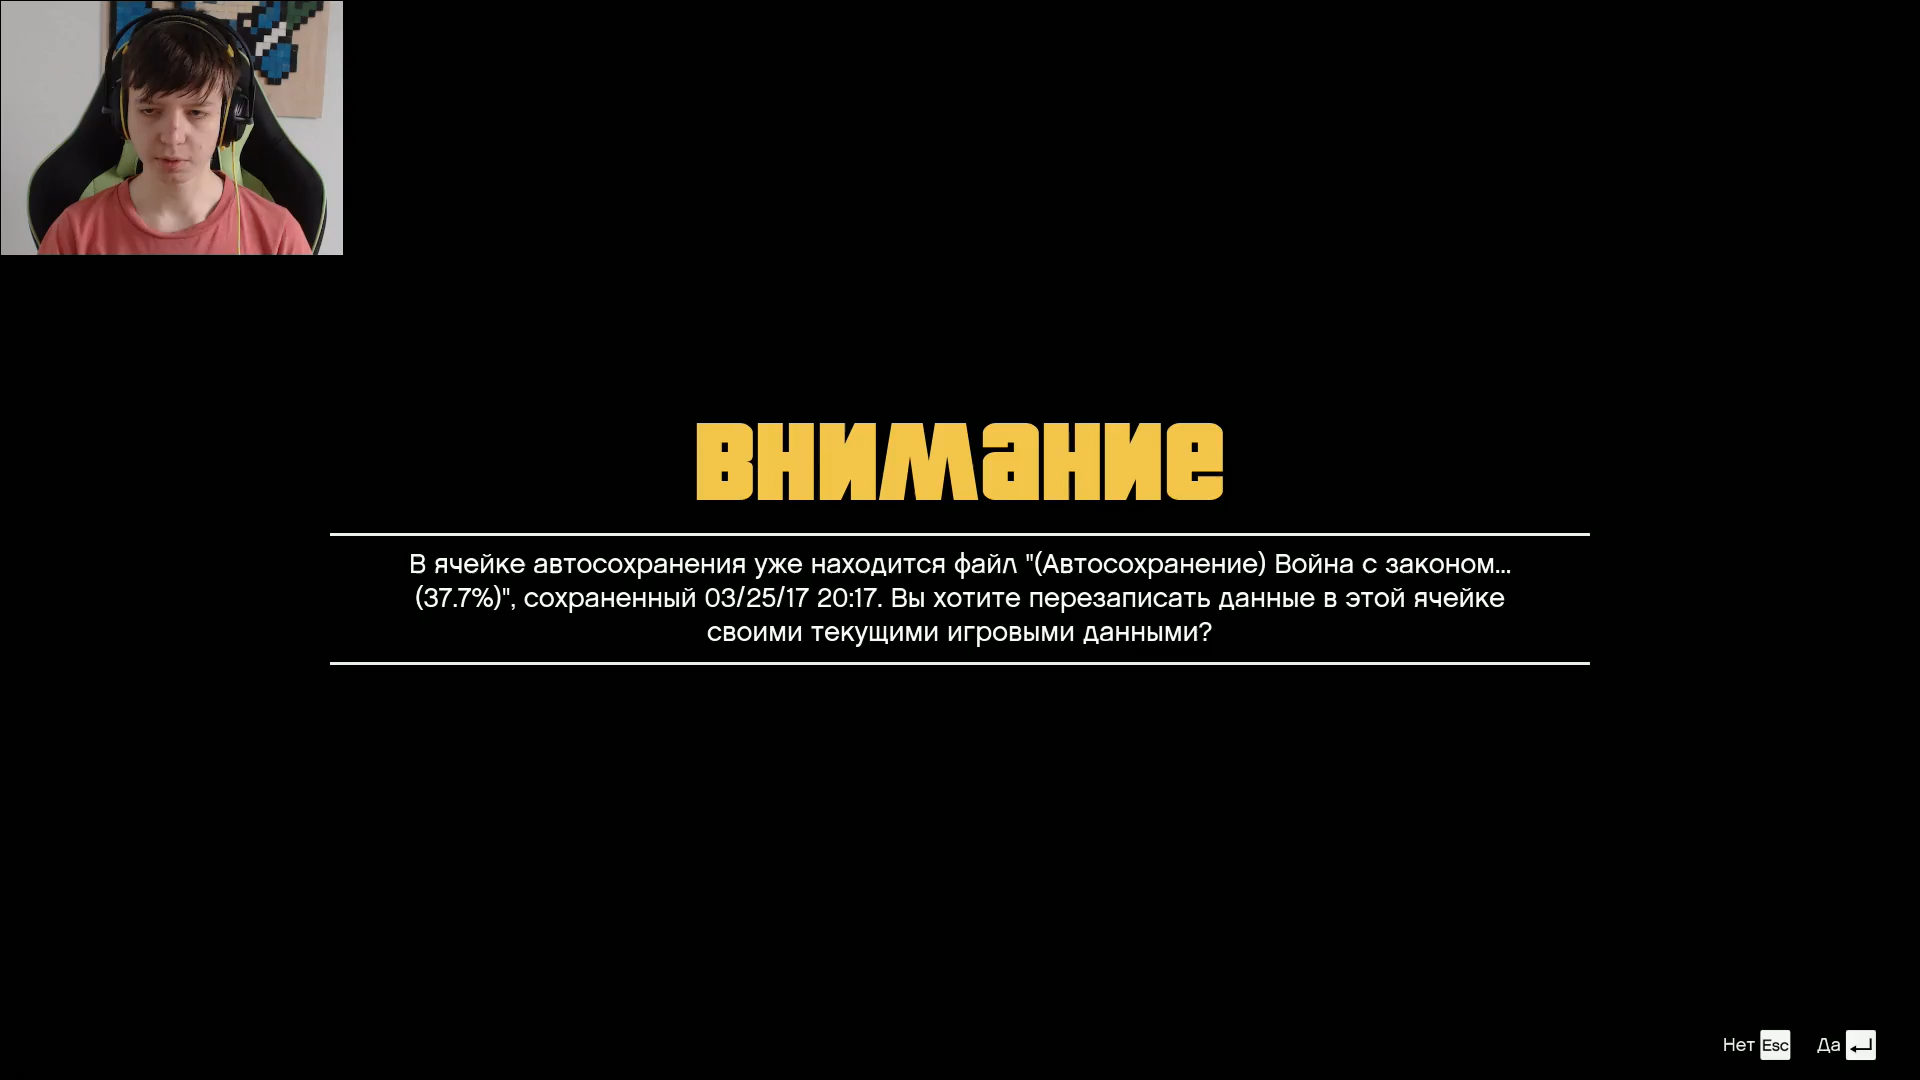 внимание
В ячейке автосохранения уже находится файл "(Автосохранение) Война с законом...
(37.7%)", сохраненный 03/25/17 20:17. Вы хотите перезаписать данные в этой ячейке
своими текущими игровыми данными?
Нет Esc Да